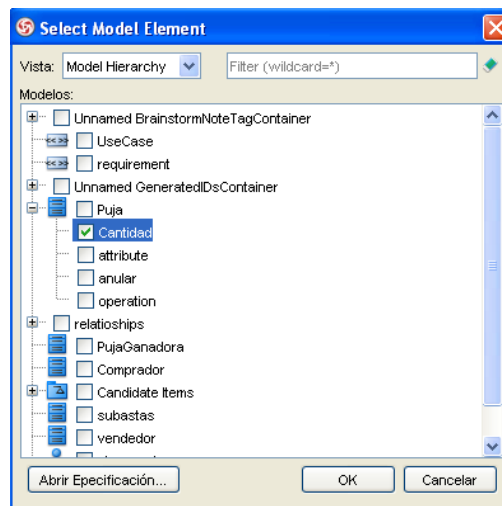 Select Model Element
Vista: Model Hierarchy Filter (wildcard=*)
Modelos:
Unnamed BrainstormNoteTagContainer
<<>> UseCase
<<>> requirement
Unnamed GeneratedIDsContainer
Puja
Cantidad
attribute
anular
operation
relatioships
PujaGanadora
Comprador
Candidate Items
subastas
vendedor
Abrir Epecificación... OK Cancelar